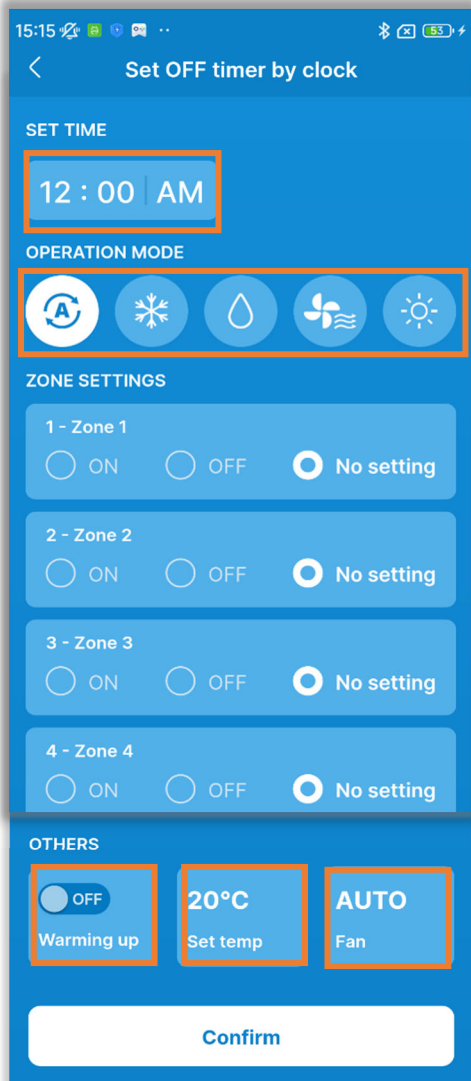 15:15
53
Set OFF timer by clock
SET TIME
12 : 00 AM
OPERATION MODE
A
ZONE SETTINGS
1 - Zone 1
ON OFF No setting
2 - Zone 2
ON OFF No setting
3 - Zone 3
ON OFF No setting
4 - Zone 4
ON OFF No setting
OTHERS
OFF 20°C AUTO
Warming up Set temp Fan
Confirm